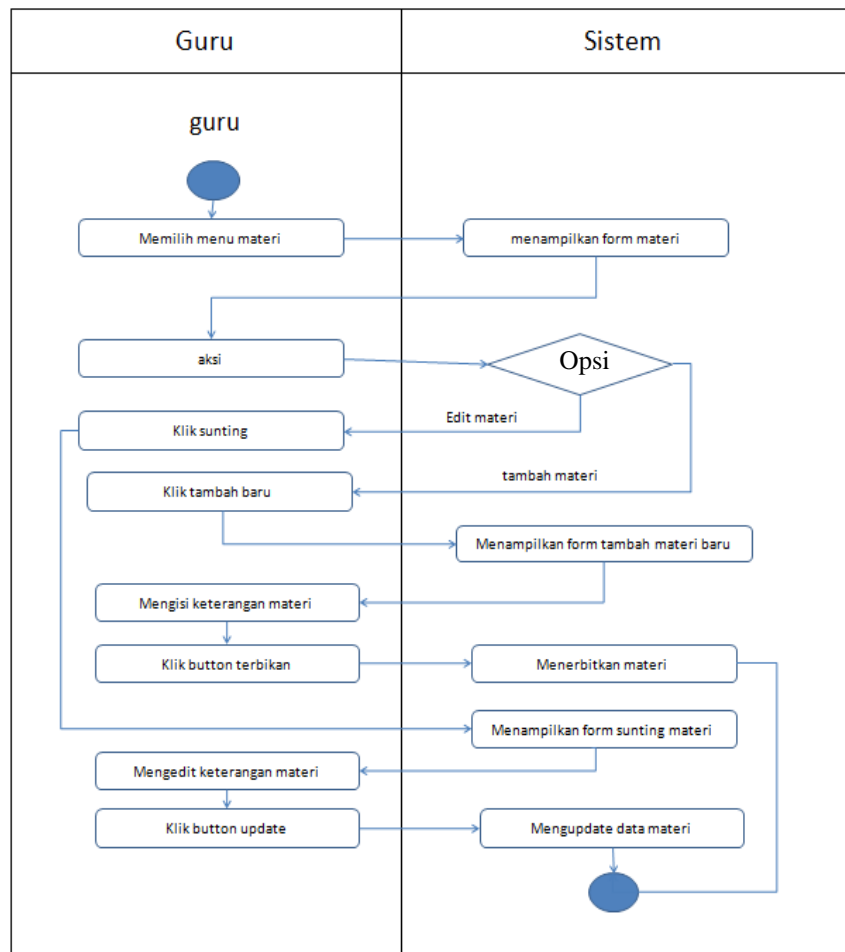 Guru
Sistem
guru
Memilih menu materi
menampilkan form materi
aksi
Opsi
Edit materi
Klik sunting
tambah materi
Klik tambah baru
Menampilkan form tambah materi baru
Mengisi keterangan materi
Klik button terbikan
Menerbitkan materi
Menampilkan form sunting materi
Mengedit keterangan materi
Klik button update
Mengupdate data materi